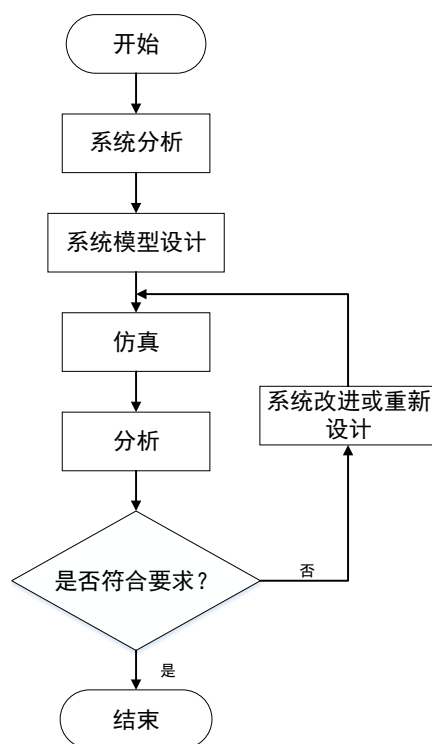 开始
系统分析
系统模型设计
仿真
系统改进或重新
设计
分析
是否符合要求？
否
是
结束